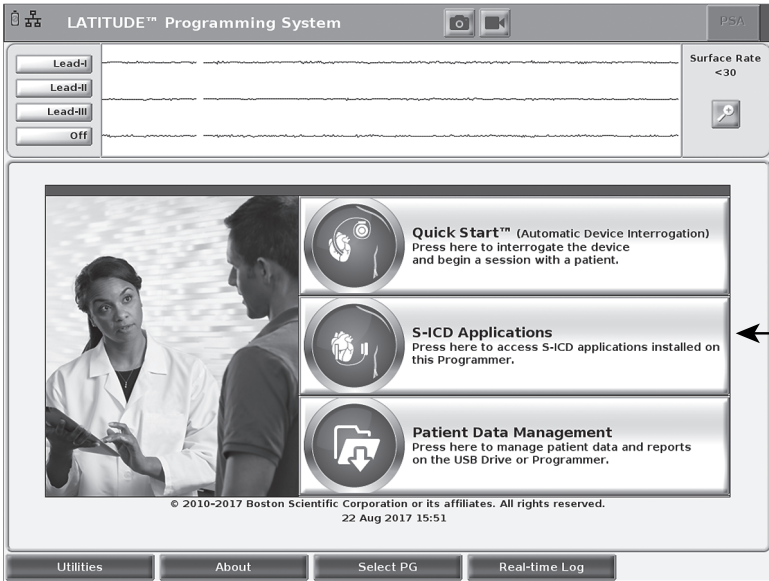 LATITUDE™ Programming System
PSA
Lead-I
Lead-II
Lead-III
Off
Surface Rate
<30
Quick Start™ (Automatic Device Interrogation)
Press here to interrogate the device
and begin a session with a patient.
S-ICD Applications
Press here to access S-ICD applications installed on
this Programmer.
Patient Data Management
Press here to manage patient data and reports
on the USB Drive or Programmer.
© 2010-2017 Boston Scientific Corporation or its affiliates. All rights reserved.
22 Aug 2017 15:51
Utilities
About
Select PG
Real-time Log